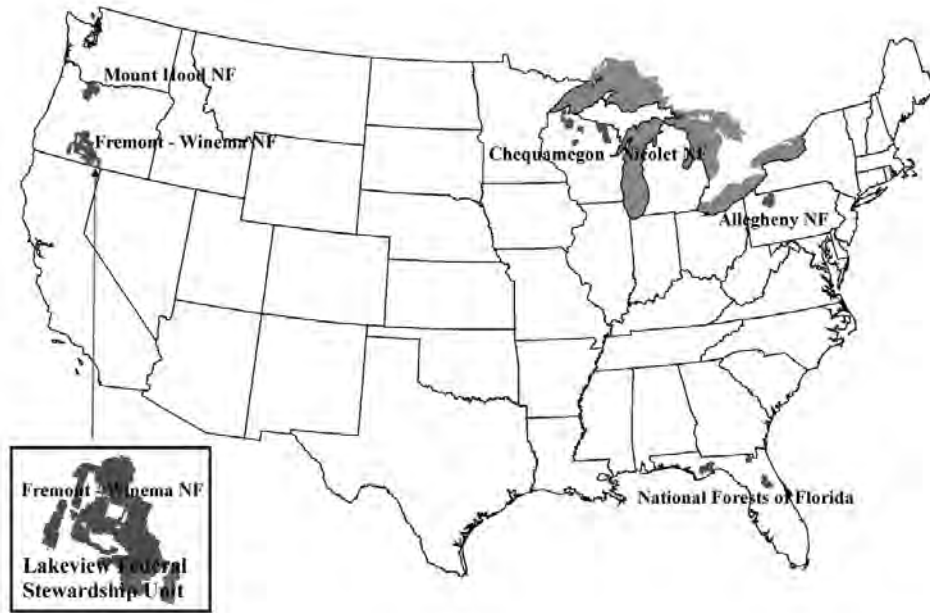 Mount Hood NF
Fremont - Winema NF
Chequamegon - Nicolet NF
Allegheny NF
National Forests of Florida
Fremont - Winema NF
Lakeview Federal
Stewardship Unit